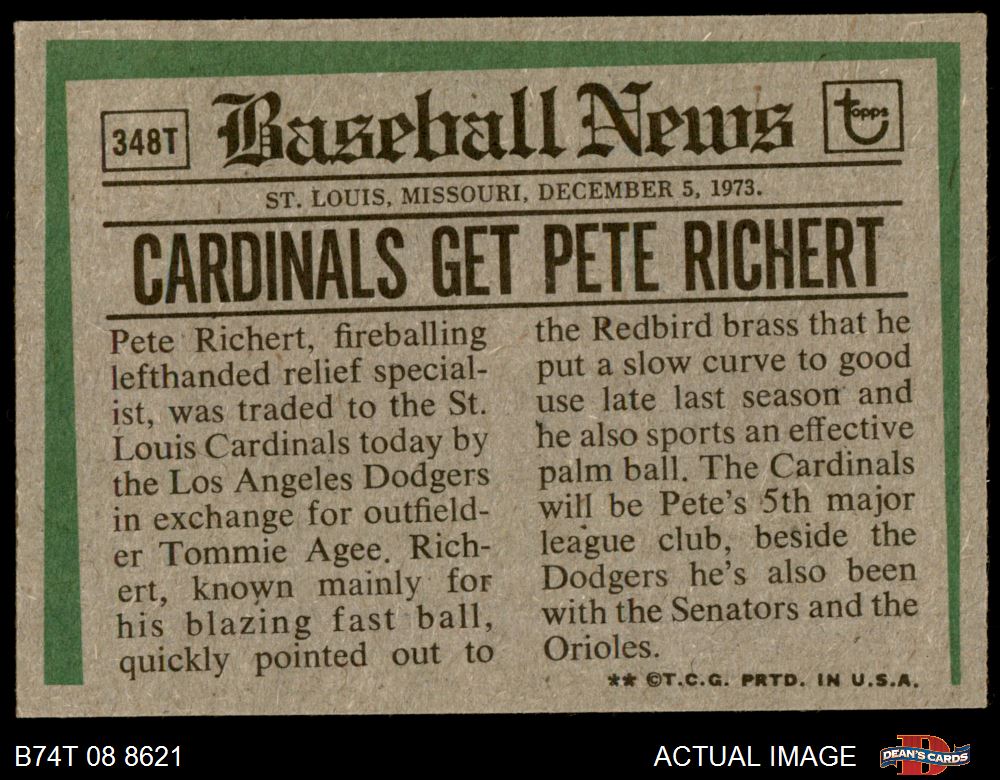 348T
Baseball News
topps
ST. LOUIS, MISSOURI, DECEMBER 5, 1973.
CARDINALS GET PETE RICHERT
Pete Richert, fireballing
lefthanded relief special-
ist, was traded to the St.
Louis Cardinals today by
the Los Angeles Dodgers
in exchange for outfield-
er Tommie Agee. Rich-
ert, known mainly for
his blazing fast ball,
quickly pointed out to
the Redbird brass that he
put a slow curve to good
use late last season and
he also sports an effective
palm ball. The Cardinals
will be Pete's 5th major
league club, beside the
Dodgers he's also been
with the Senators and the
Orioles.
** ©T.C.G. PRTD. IN U.S.A.
B74T 08 8621
ACTUAL IMAGE
DEAN'S CARDS